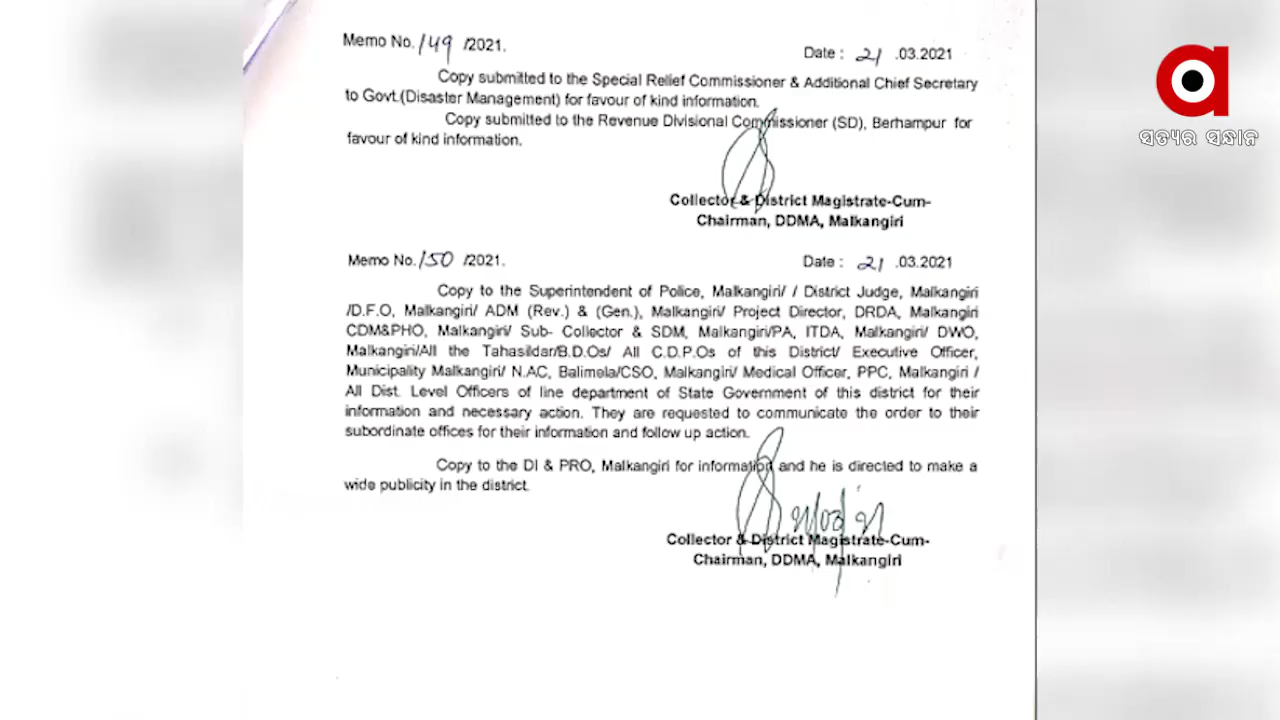 Memo No. 149 /2021.
Date : 21 .03.2021
Copy submitted to the Special Relief Commissioner & Additional Chief Secretary
to Govt.(Disaster Management) for favour of kind information.
Copy submitted to the Revenue Divisional Commissioner (SD), Berhampur for
favour of kind information.
Collector & District Magistrate-Cum-
Chairman, DDMA, Malkangiri
Memo No. 150 /2021.
Date : 21 .03.2021
Copy to the Superintendent of Police, Malkangiri/ / District Judge, Malkangiri
/D.F.O, Malkangiri/ ADM (Rev.) & (Gen.), Malkangiri/ Project Director, DRDA, Malkangiri
CDM&PHO, Malkangiri/ Sub- Collector & SDM, Malkangiri/PA, ITDA, Malkangiri/ DWO,
Malkangiri/All the Tahasildar/B.D.Os/ All C.D.P.Os of this District/ Executive Officer,
Municipality Malkangiri/ N.AC, Balimela/CSO, Malkangiri/ Medical Officer, PPC, Malkangiri /
All Dist. Level Officers of line department of State Government of this district for their
information and necessary action. They are requested to communicate the order to their
subordinate offices for their information and follow up action.
Copy to the DI & PRO, Malkangiri for information and he is directed to make a
wide publicity in the district.
Collector & District Magistrate-Cum-
Chairman, DDMA, Malkangiri
ସତ୍ୟର ସନ୍ଧାନ